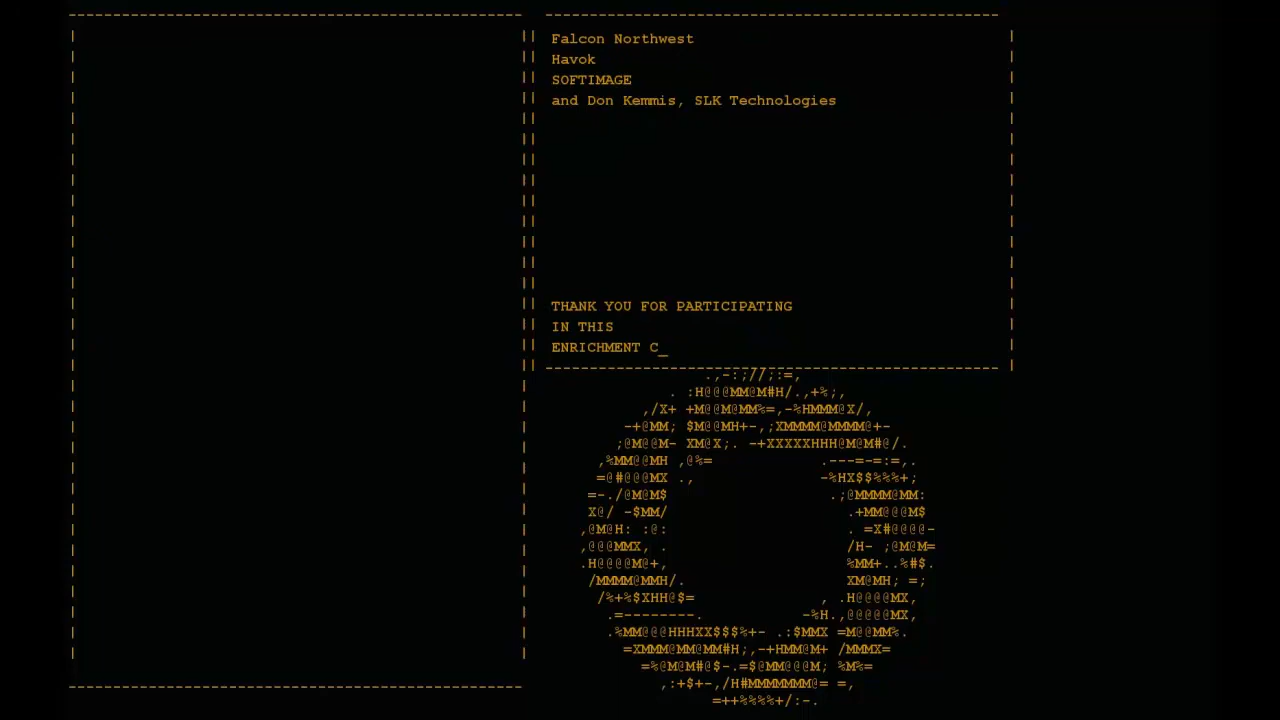 Falcon Northwest
Havok
SOFTIMAGE
and Don Kemmis, SLK Technologies
THANK YOU FOR PARTICIPATING
IN THIS
ENRICHMENT C_